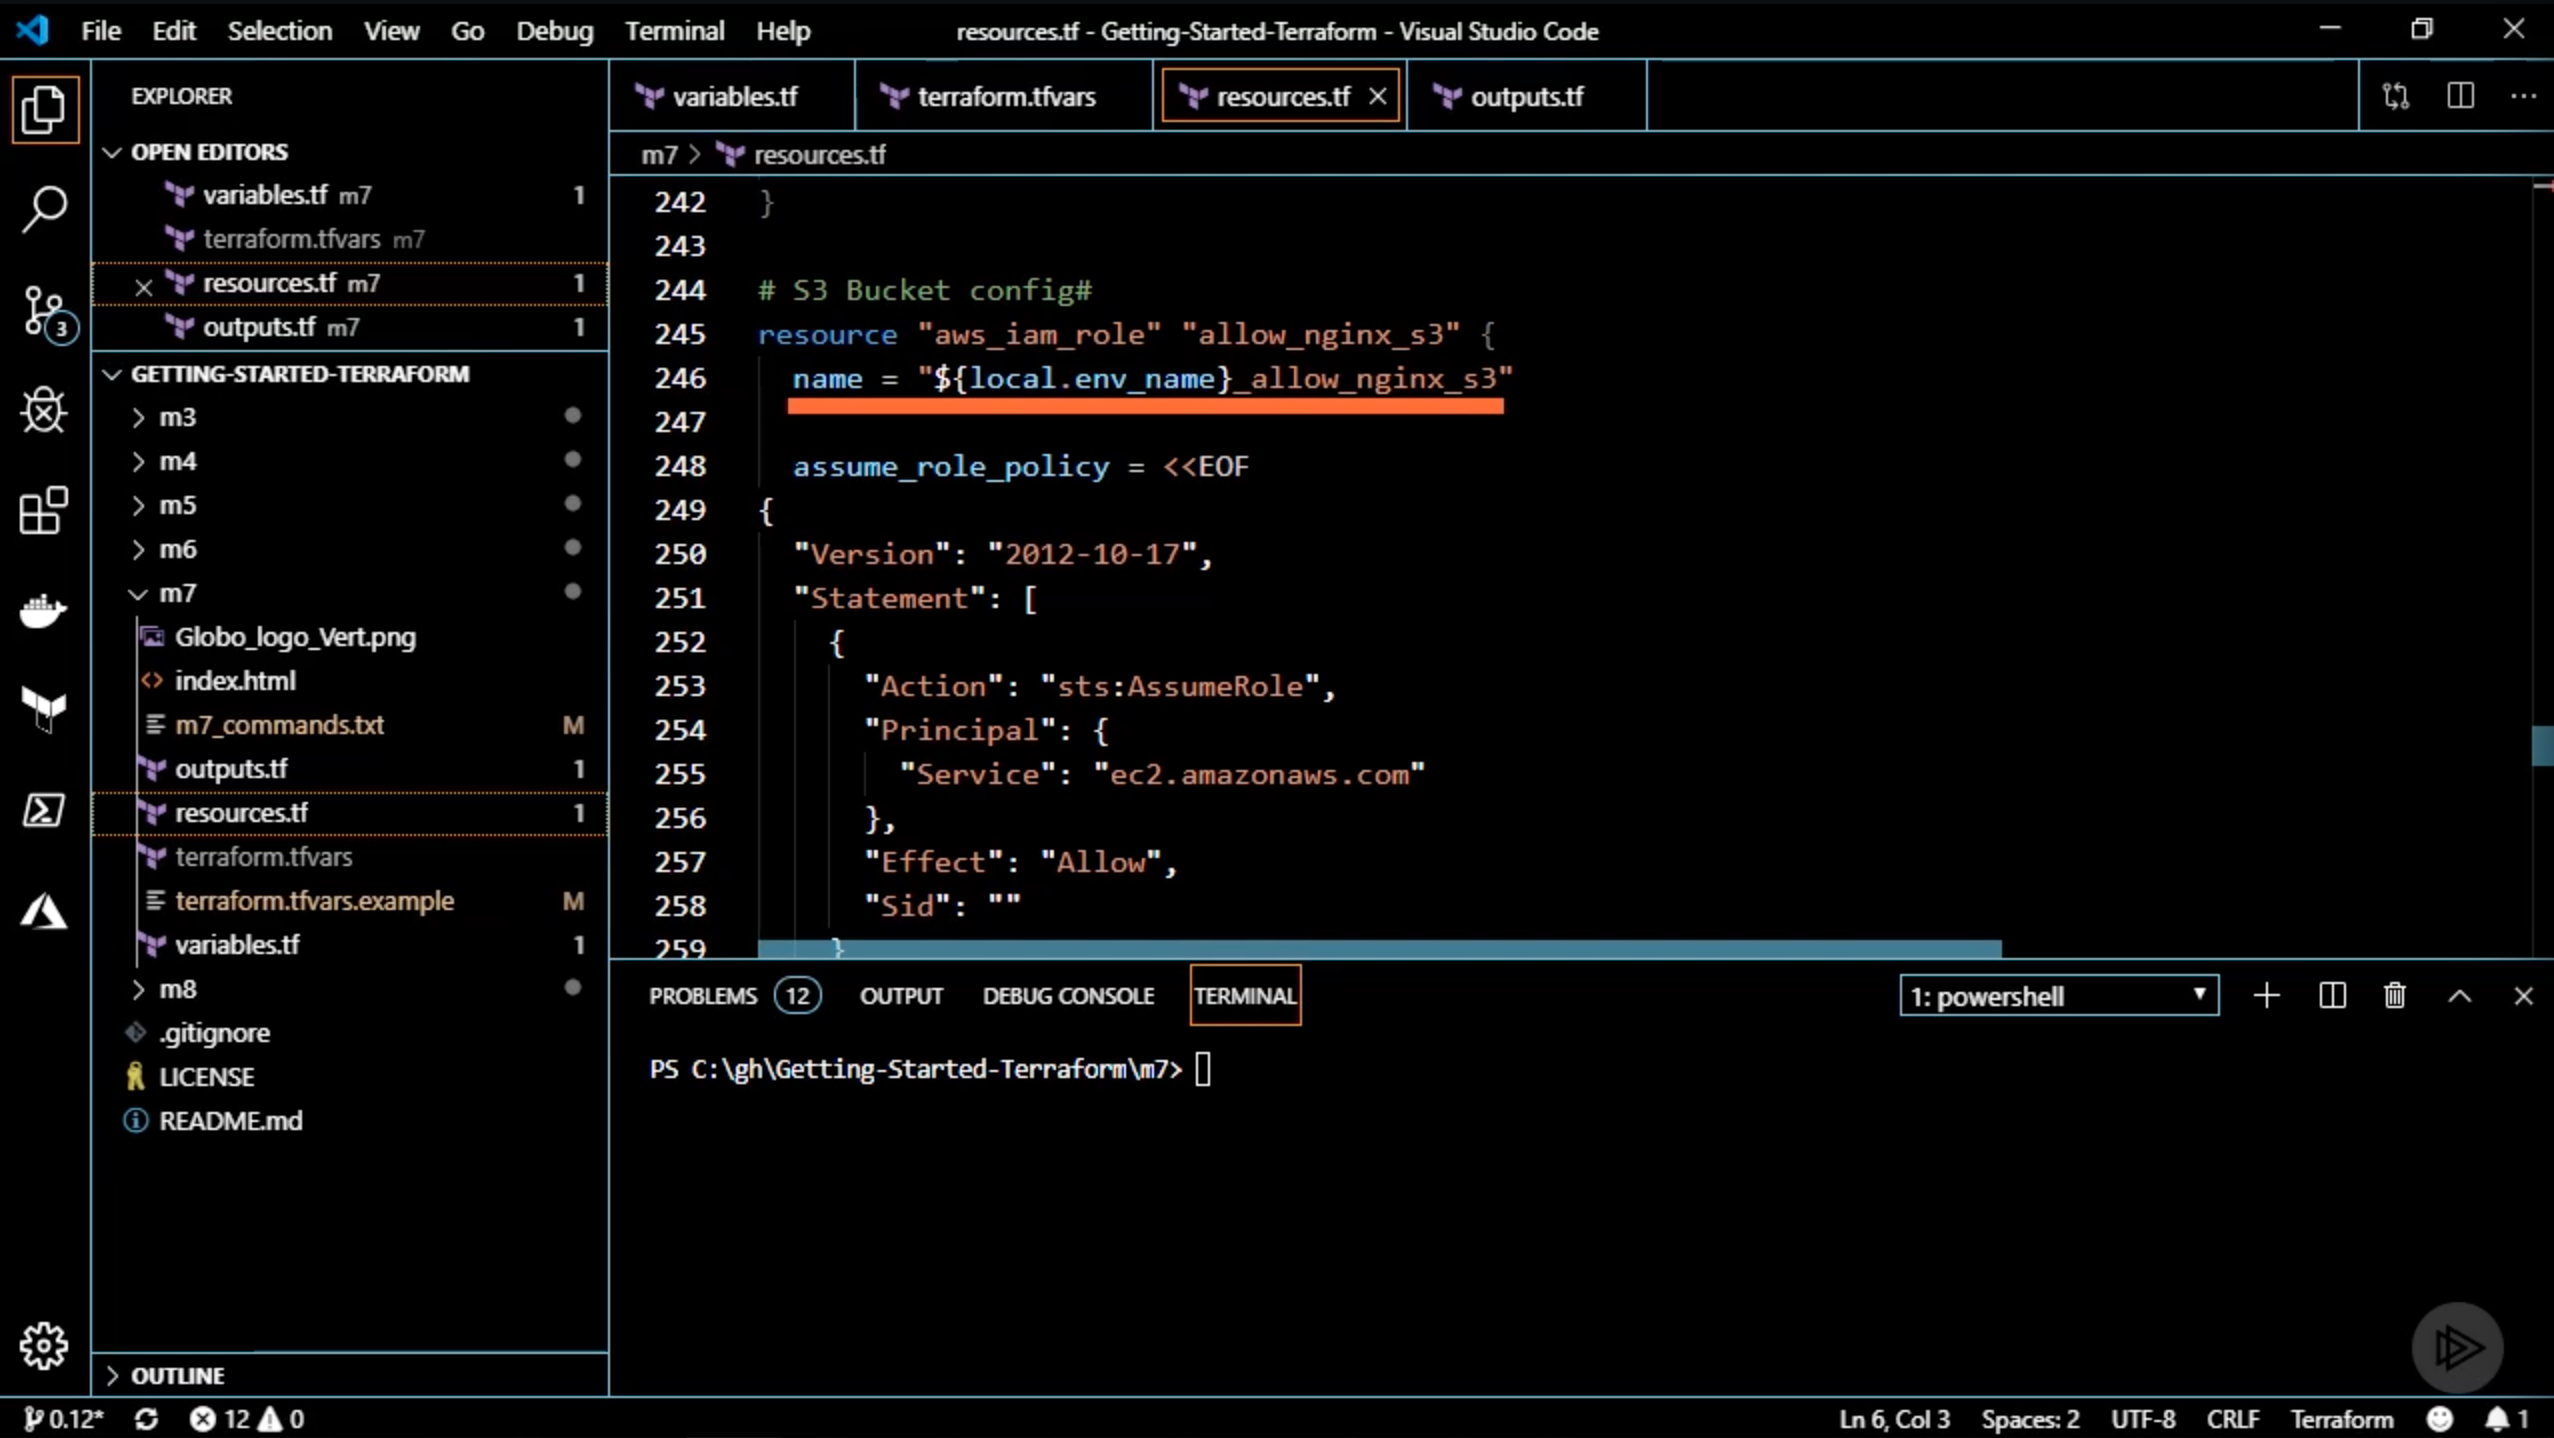 File Edit Selection View Go Debug Terminal Help resources.tf - Getting-Started-Terraform - Visual Studio Code
EXPLORER
OPEN EDITORS
variables.tf m7 1
terraform.tfvars m7
resources.tf m7 1
outputs.tf m7 1
GETTING-STARTED-TERRAFORM
m3
m4
m5
m6
m7
Globo_logo_Vert.png
index.html
m7_commands.txt M
outputs.tf 1
resources.tf 1
terraform.tfvars
terraform.tfvars.example M
variables.tf 1
m8
.gitignore
LICENSE
README.md
OUTLINE
3
variables.tf terraform.tfvars resources.tf outputs.tf
m7 > resources.tf
242 }
243
244 # S3 Bucket config#
245 resource "aws_iam_role" "allow_nginx_s3" {
246 name = "${local.env_name}_allow_nginx_s3"
247
248 assume_role_policy = <<EOF
249 {
250 "Version": "2012-10-17",
251 "Statement": [
252 {
253 "Action": "sts:AssumeRole",
254 "Principal": {
255 "Service": "ec2.amazonaws.com"
256 },
257 "Effect": "Allow",
258 "Sid": ""
259 }
PROBLEMS 12 OUTPUT DEBUG CONSOLE TERMINAL 1: powershell
PS C:\gh\Getting-Started-Terraform\m7>
0.12* 12 0 Ln 6, Col 3 Spaces: 2 UTF-8 CRLF Terraform 1